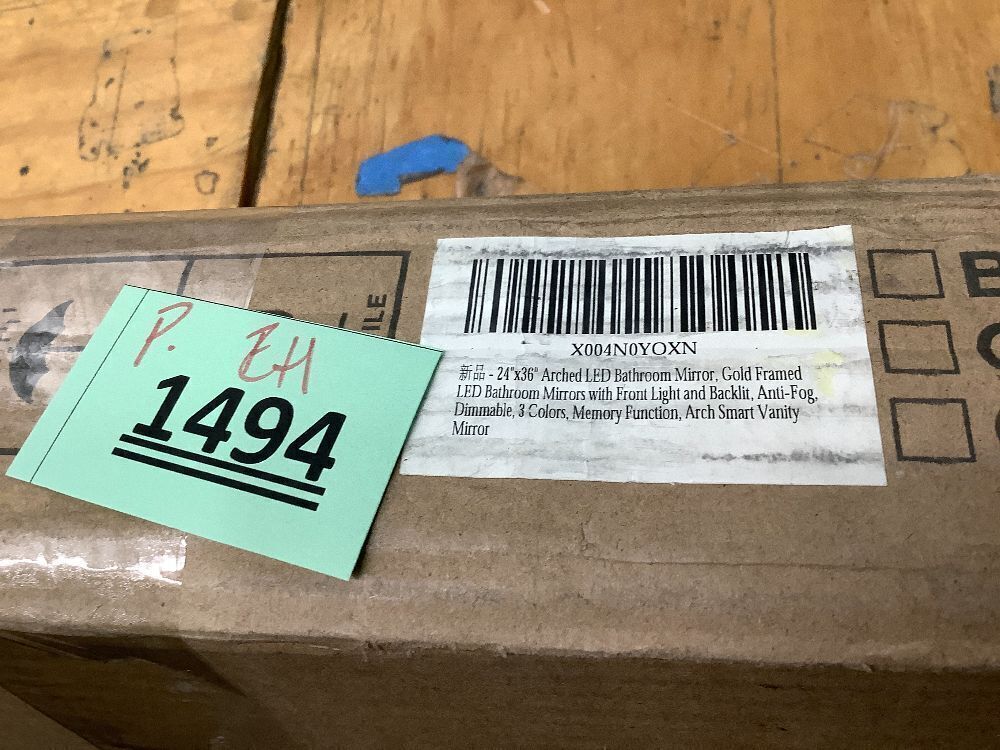 P. EH
1494
X004N0YOXN
新品 - 24"x36" Arched LED Bathroom Mirror, Gold Framed
LED Bathroom Mirrors with Front Light and Backlit, Anti-Fog,
Dimmable, 3 Colors, Memory Function, Arch Smart Vanity
Mirror